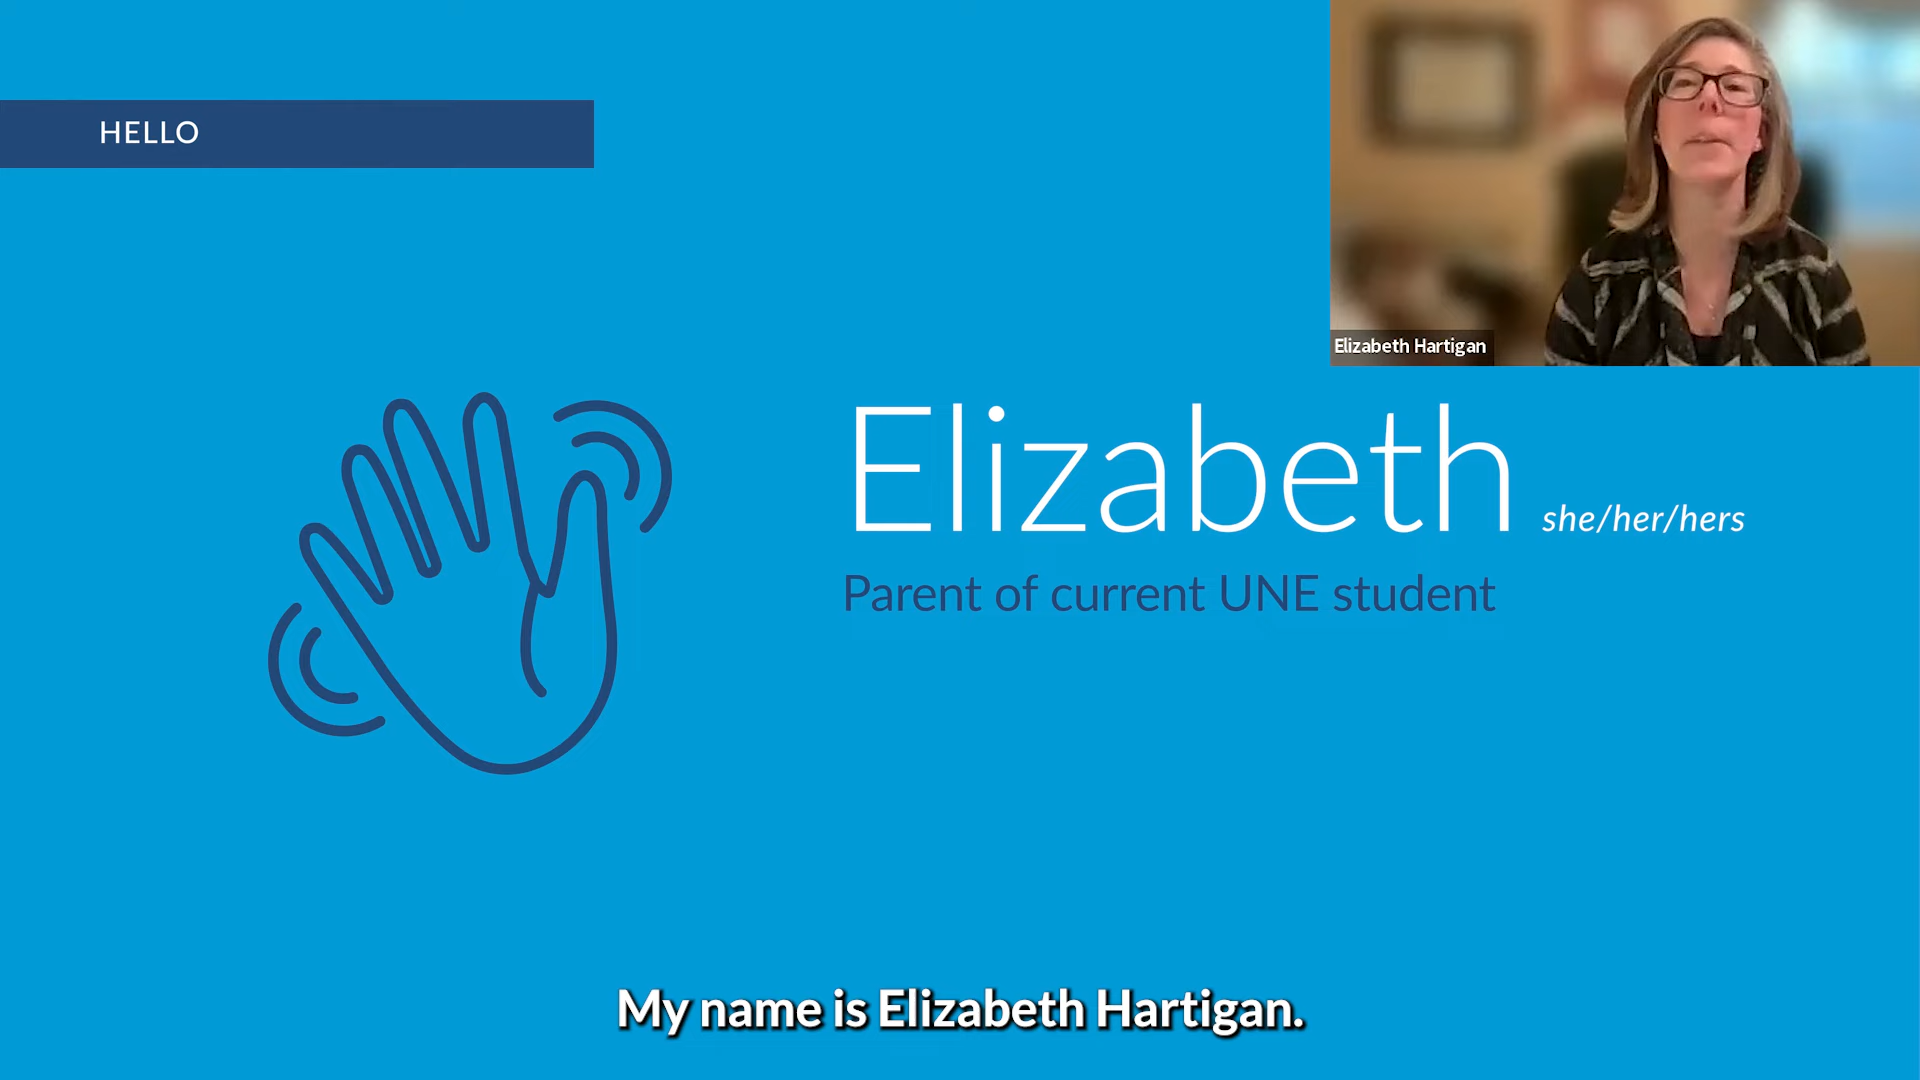 HELLO
Elizabeth Hartigan
Elizabeth she/her/hers
Parent of current UNE student
My name is Elizabeth Hartigan.